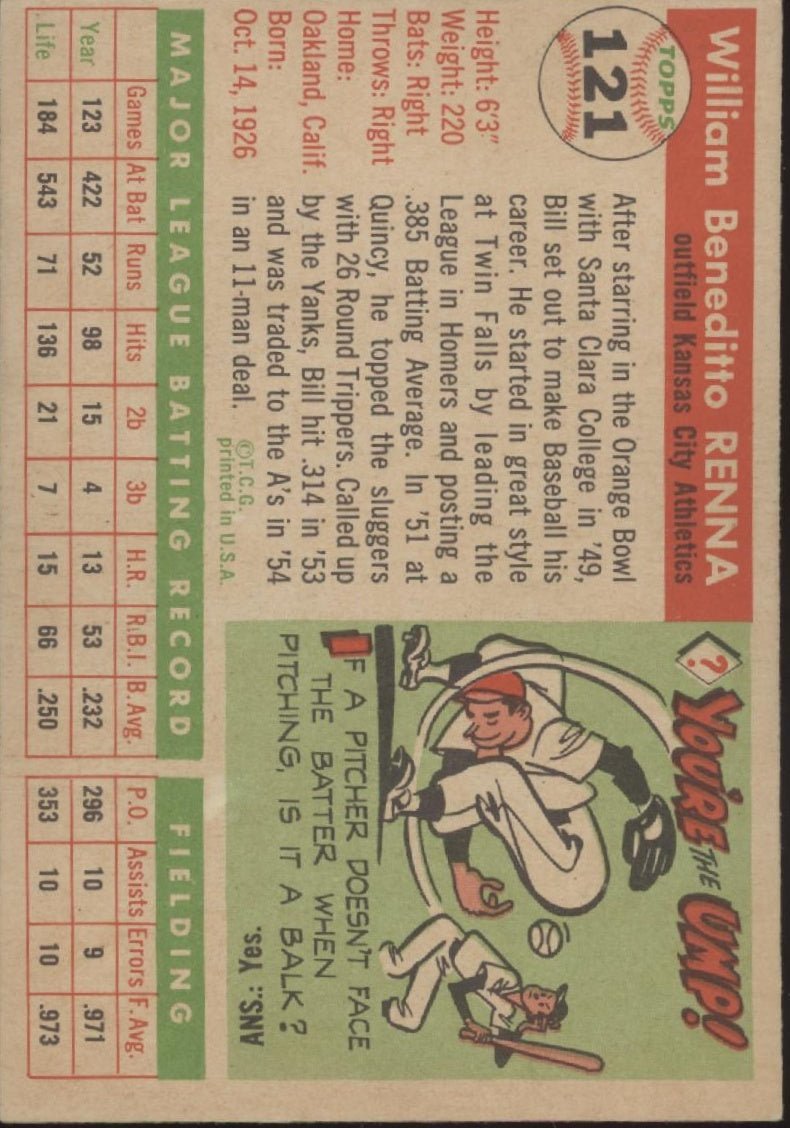 TOPPS
121
William Beneditto RENNA
outfield Kansas City Athletics
Height: 6'3"
Weight: 220
Bats: Right
Throws: Right
Home:
Oakland, Calif.
Born:
Oct. 14, 1926
After starring in the Orange Bowl
with Santa Clara College in '49,
Bill set out to make Baseball his
career. He started in great style
at Twin Falls by leading the
League in Homers and posting a
.385 Batting Average. In '51 at
Quincy, he topped the sluggers
with 26 Round Trippers. Called up
by the Yanks, Bill hit .314 in '53
and was traded to the A's in '54
in an 11-man deal.
©T.C.G.
printed in U.S.A.
?
YOU'RE THE UMP!
IF A PITCHER DOESN'T FACE
THE BATTER WHEN
PITCHING, IS IT A BALK?
ANS.: Yes.
MAJOR LEAGUE BATTING RECORD FIELDING
Games At Bat Runs Hits 2b 3b H.R. R.B.I. B.Avg. P.O. Assists Errors F.Avg.
Year 123 422 52 98 15 4 13 53 .232 296 10 9 .971
Life 184 543 71 136 21 7 15 66 .250 353 10 10 .973